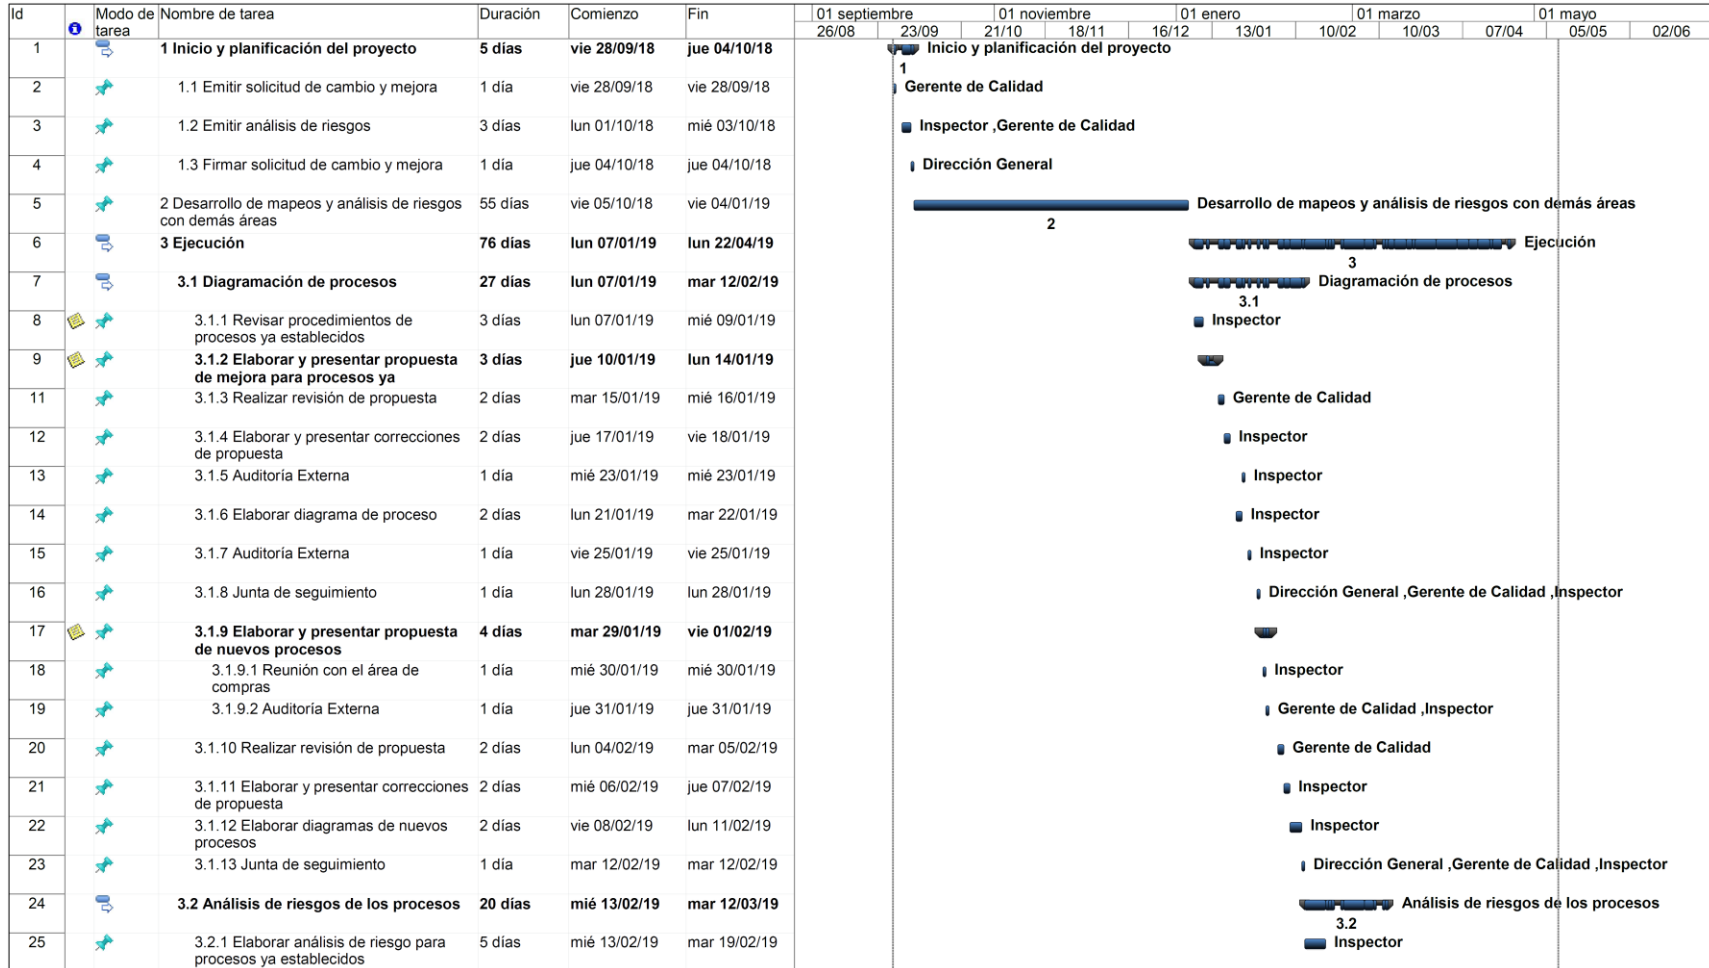 Id Modo de tarea Nombre de tarea Duración Comienzo Fin
01 septiembre 01 noviembre 01 enero 01 marzo 01 mayo
26/08 23/09 21/10 18/11 16/12 13/01 10/02 10/03 07/04 05/05 02/06
1 1 Inicio y planificación del proyecto 5 días vie 28/09/18 jue 04/10/18 Inicio y planificación del proyecto
1
2 1.1 Emitir solicitud de cambio y mejora 1 día vie 28/09/18 vie 28/09/18 Gerente de Calidad
3 1.2 Emitir análisis de riesgos 3 días lun 01/10/18 mié 03/10/18 Inspector ,Gerente de Calidad
4 1.3 Firmar solicitud de cambio y mejora 1 día jue 04/10/18 jue 04/10/18 Dirección General
5 2 Desarrollo de mapeos y análisis de riesgos 55 días vie 05/10/18 vie 04/01/19 Desarrollo de mapeos y análisis de riesgos con demás áreas
con demás áreas
2
6 3 Ejecución 76 días lun 07/01/19 lun 22/04/19 Ejecución
3
7 3.1 Diagramación de procesos 27 días lun 07/01/19 mar 12/02/19 Diagramación de procesos
3.1
8 3.1.1 Revisar procedimientos de 3 días lun 07/01/19 mié 09/01/19 Inspector
procesos ya establecidos
9 3.1.2 Elaborar y presentar propuesta 3 días jue 10/01/19 lun 14/01/19
de mejora para procesos ya
11 3.1.3 Realizar revisión de propuesta 2 días mar 15/01/19 mié 16/01/19 Gerente de Calidad
12 3.1.4 Elaborar y presentar correcciones 2 días jue 17/01/19 vie 18/01/19 Inspector
de propuesta
13 3.1.5 Auditoría Externa 1 día mié 23/01/19 mié 23/01/19 Inspector
14 3.1.6 Elaborar diagrama de proceso 2 días lun 21/01/19 mar 22/01/19 Inspector
15 3.1.7 Auditoría Externa 1 día vie 25/01/19 vie 25/01/19 Inspector
16 3.1.8 Junta de seguimiento 1 día lun 28/01/19 lun 28/01/19 Dirección General ,Gerente de Calidad ,Inspector
17 3.1.9 Elaborar y presentar propuesta 4 días mar 29/01/19 vie 01/02/19
de nuevos procesos
18 3.1.9.1 Reunión con el área de 1 día mié 30/01/19 mié 30/01/19 Inspector
compras
19 3.1.9.2 Auditoría Externa 1 día jue 31/01/19 jue 31/01/19 Gerente de Calidad ,Inspector
20 3.1.10 Realizar revisión de propuesta 2 días lun 04/02/19 mar 05/02/19 Gerente de Calidad
21 3.1.11 Elaborar y presentar correcciones 2 días mié 06/02/19 jue 07/02/19 Inspector
de propuesta
22 3.1.12 Elaborar diagramas de nuevos 2 días vie 08/02/19 lun 11/02/19 Inspector
procesos
23 3.1.13 Junta de seguimiento 1 día mar 12/02/19 mar 12/02/19 Dirección General ,Gerente de Calidad ,Inspector
24 3.2 Análisis de riesgos de los procesos 20 días mié 13/02/19 mar 12/03/19 Análisis de riesgos de los procesos
3.2
25 3.2.1 Elaborar análisis de riesgo para 5 días mié 13/02/19 mar 19/02/19 Inspector
procesos ya establecidos